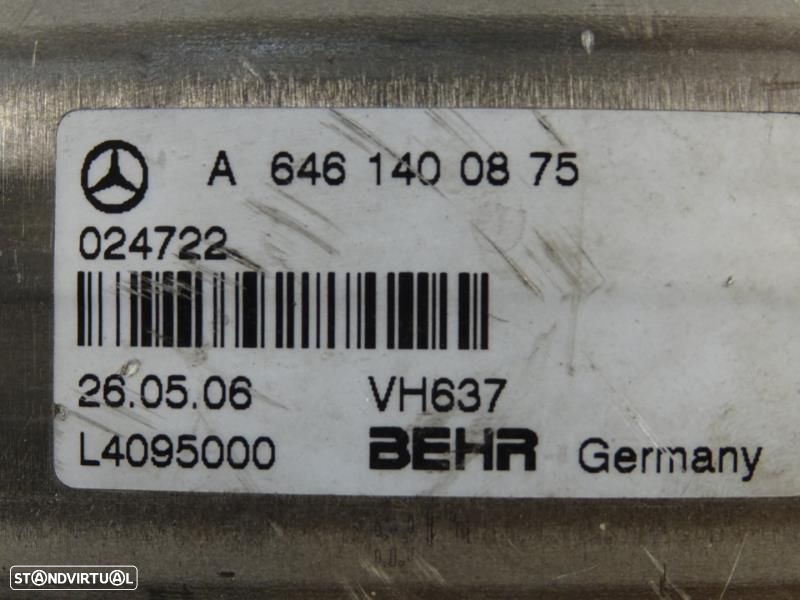 A 646 140 08 75
024722
26.05.06 VH637
L4095000 BEHR Germany
STANDVIRTUAL